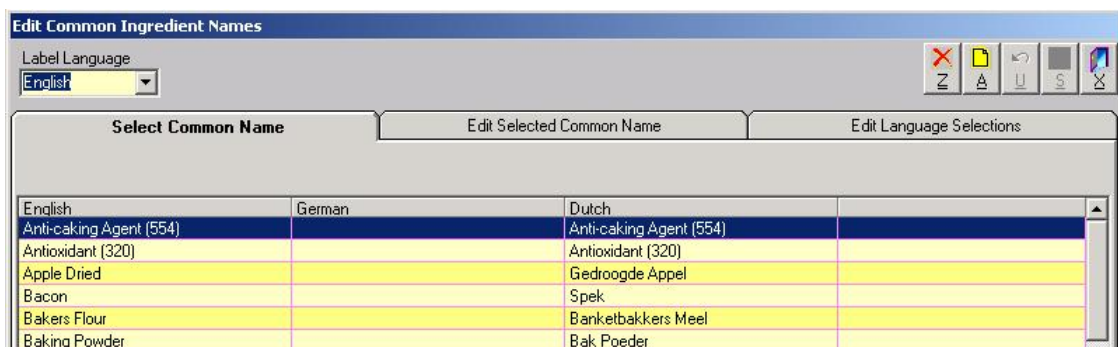 Edit Common Ingredient Names
Label Language
English
Z A U S X
Select Common Name Edit Selected Common Name Edit Language Selections
English German Dutch
Anti-caking Agent (554) Anti-caking Agent (554)
Antioxidant (320) Antioxidant (320)
Apple Dried Gedroogde Appel
Bacon Spek
Bakers Flour Banketbakkers Meel
Baking Powder Bak Poeder